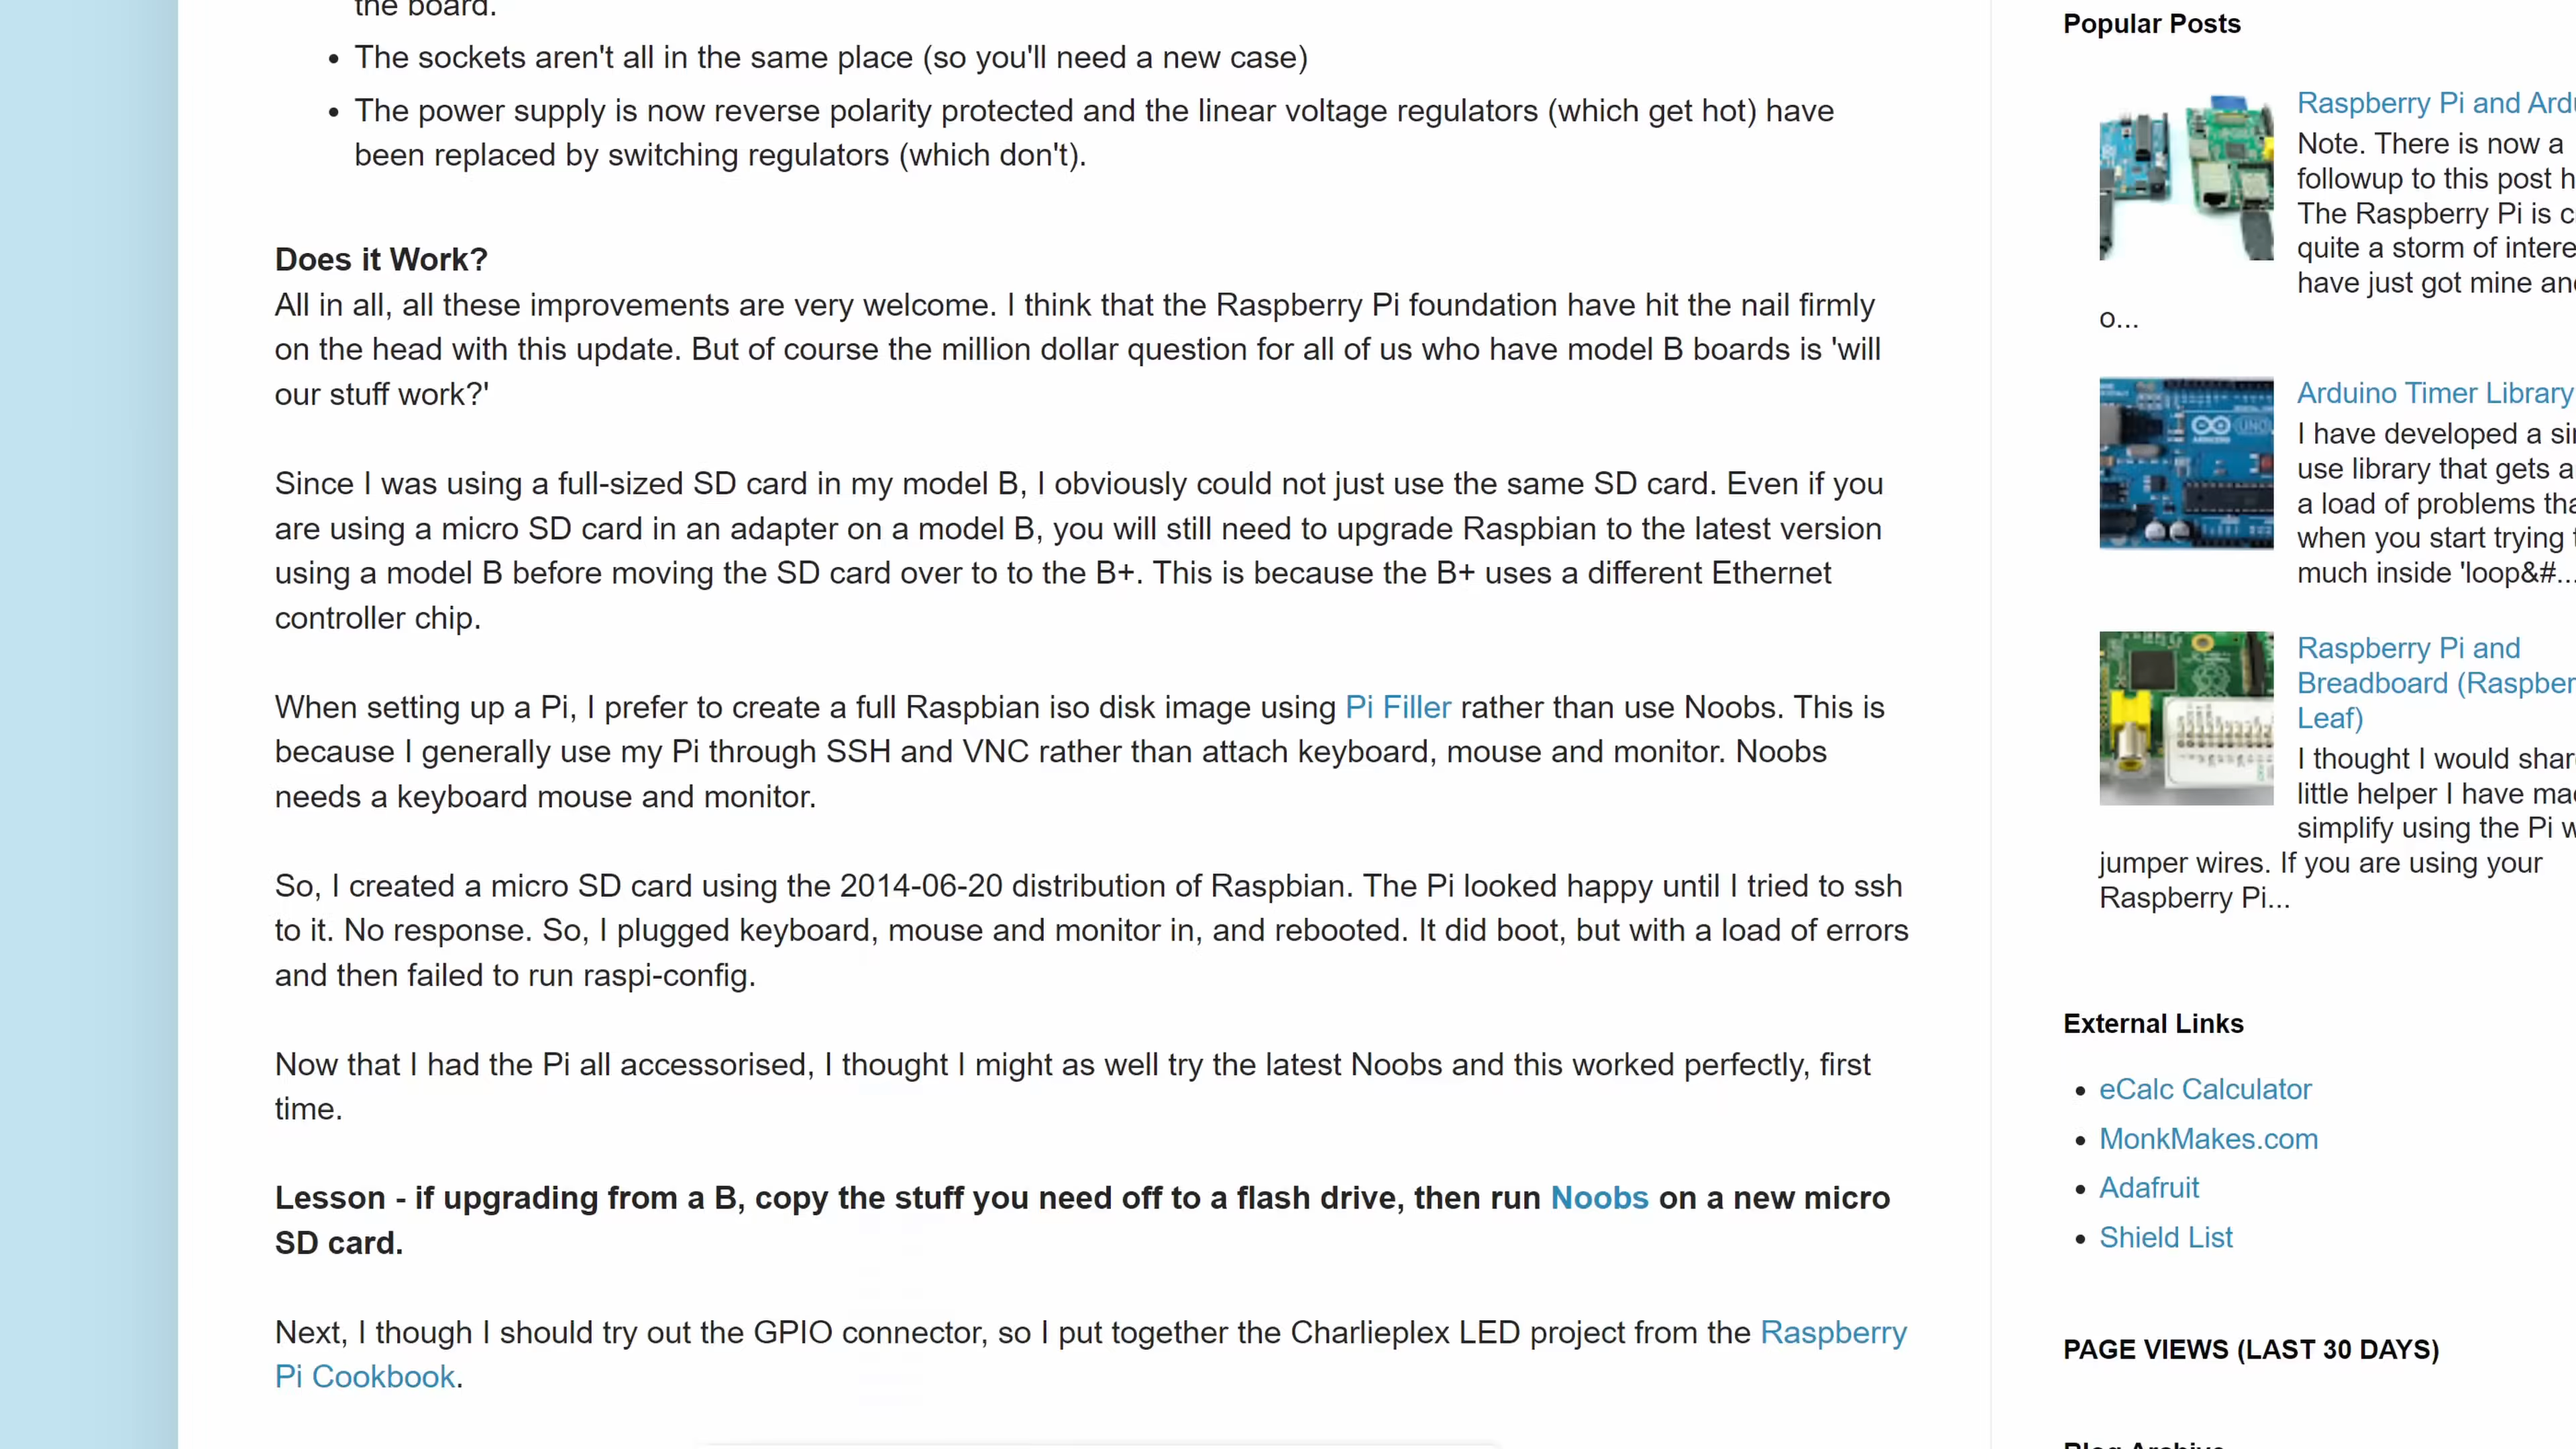 the board.
The sockets aren't all in the same place (so you'll need a new case)
The power supply is now reverse polarity protected and the linear voltage regulators (which get hot) have
been replaced by switching regulators (which don't).
Does it Work?
All in all, all these improvements are very welcome. I think that the Raspberry Pi foundation have hit the nail firmly
on the head with this update. But of course the million dollar question for all of us who have model B boards is 'will
our stuff work?'
Since I was using a full-sized SD card in my model B, I obviously could not just use the same SD card. Even if you
are using a micro SD card in an adapter on a model B, you will still need to upgrade Raspbian to the latest version
using a model B before moving the SD card over to to the B+. This is because the B+ uses a different Ethernet
controller chip.
When setting up a Pi, I prefer to create a full Raspbian iso disk image using Pi Filler rather than use Noobs. This is
because I generally use my Pi through SSH and VNC rather than attach keyboard, mouse and monitor. Noobs
needs a keyboard mouse and monitor.
So, I created a micro SD card using the 2014-06-20 distribution of Raspbian. The Pi looked happy until I tried to ssh
to it. No response. So, I plugged keyboard, mouse and monitor in, and rebooted. It did boot, but with a load of errors
and then failed to run raspi-config.
Now that I had the Pi all accessorised, I thought I might as well try the latest Noobs and this worked perfectly, first
time.
Lesson - if upgrading from a B, copy the stuff you need off to a flash drive, then run Noobs on a new micro
SD card.
Next, I though I should try out the GPIO connector, so I put together the Charlieplex LED project from the Raspberry
Pi Cookbook.
Popular Posts
Raspberry Pi and
Note. There is now a
followup to this post
The Raspberry Pi is
quite a storm of
have just got mine
o...
Arduino Timer Library
I have developed a
use library that gets a
a load of problems
when you start trying
much inside 'loop&#...
Raspberry Pi and
Breadboard
Leaf)
I thought I would
little helper I have
simplify using the Pi
jumper wires. If you are using your
Raspberry Pi...
External Links
eCalc Calculator
MonkMakes.com
Adafruit
Shield List
PAGE VIEWS (LAST 30 DAYS)
Blog Archive